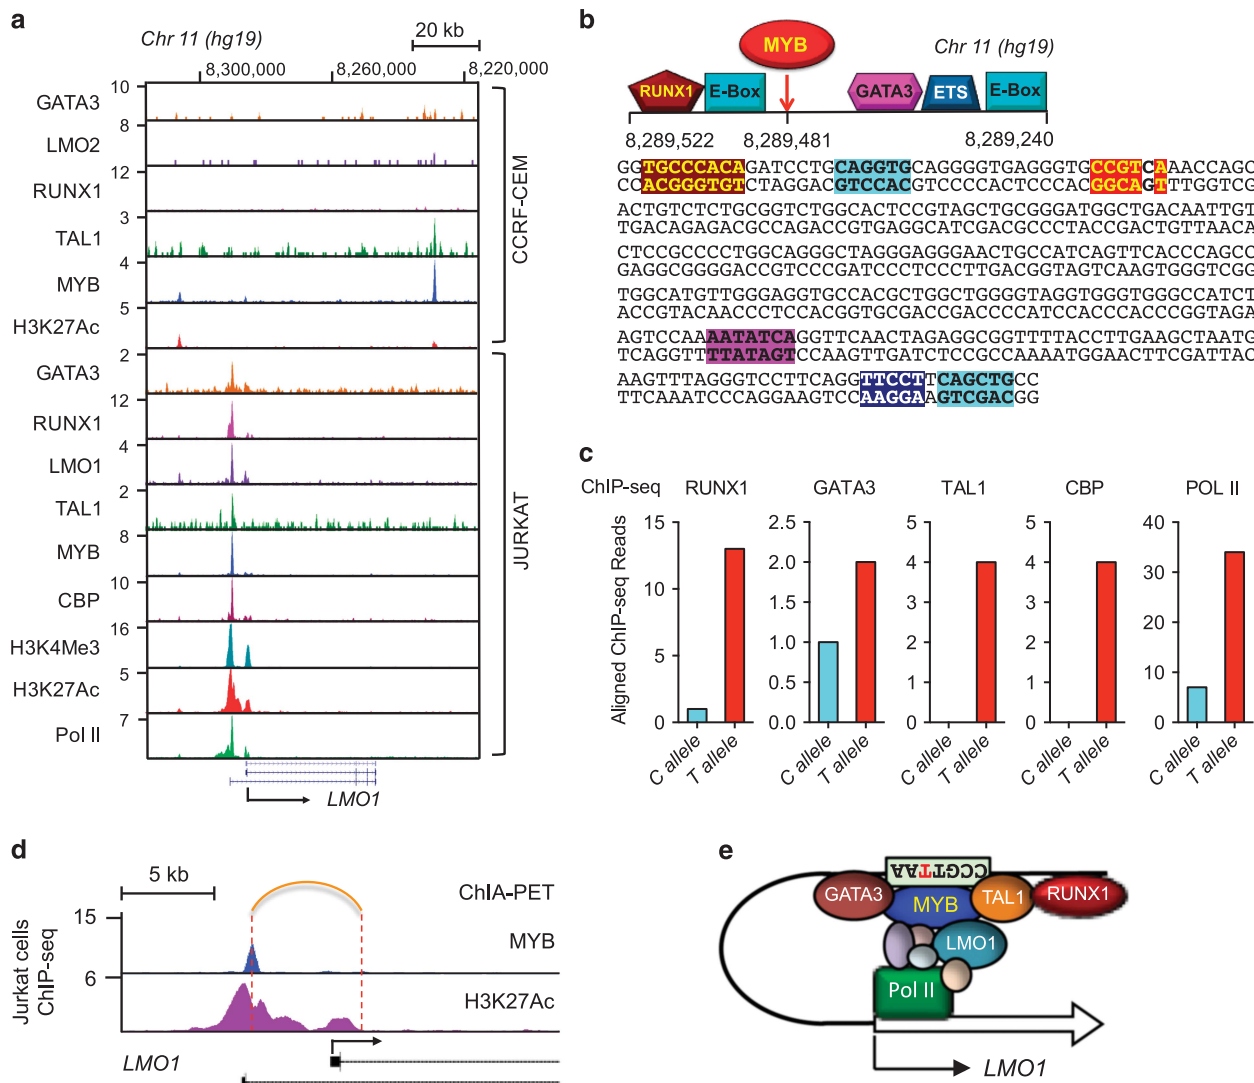 a
Chr 11 (hg19)
20 kb
8,300,000 8,260,000 8,220,000
10
GATA3
8
LMO2
12
RUNX1
3
TAL1
4
MYB
5
H3K27Ac
CCRF-CEM
2
GATA3
12
RUNX1
4
LMO1
2
TAL1
8
MYB
10
CBP
16
H3K4Me3
5
H3K27Ac
7
Pol II
JURKAT
LMO1
b
MYB
Chr 11 (hg19)
RUNX1 E-Box GATA3 ETS E-Box
8,289,522 8,289,481 8,289,240
GGTGCCCACAGATCCTGCAGGTGCAGGGGTGAGGGTGCCGTCAAACCAGC
CCACGGGTGTCTAGGACGTCCACGTCCCCACTCCCAGGGCAGTTTGGTCG
ACTGTCTCTGCGGTCTGGCACTCCGTAGCTGCGGGATGGCTGACAATTGT
TGACAGAGACGCCAGACCGTGAGGCATCGACGCCCTACCGACTGTTAACA
CTCCGCCCCTGGCAGGGCTAGGGAGGGAACTGCCATCAGTTCACCCAGCC
GAGGCGGGGACCGTCCCGATCCCTCCCTTGACGGTAGTCAAGTGGGTCGG
TGGCATGTTGGGAGGTGCCACGCTGGCTGGGGTAGGTGGGTGGGCCATCT
ACCGTACAACCCTCCACGGTGCGACCGACCCCATCCACCCACCCGGTAGA
AGTCCAAAATATCAGGTTCAACTAGAGGCGGTTTTACCTTGAAGCTAATG
TCAGGTTTTATAGTCCAAGTTGATCTCCGCCAAAATGGAACTTCGATTAC
AAGTTTAGGGTCCTTCAGGTTCCTTCAGCTGCC
TTCAAATCCCAGGAAGTCCAAGGAAGTCGACGG
c
ChIP-seq RUNX1 GATA3 TAL1 CBP POL II
Aligned ChIP-seq Reads
15 2.5 5 5 40
2.0 4 4
10 30
1.5 3 3
20
1.0 2 2
5 10
0.5 1 1
0 0.0 0 0 0
C allele T allele C allele T allele C allele T allele C allele T allele C allele T allele
d
5 kb
ChIA-PET
Jurkat cells
ChIP-seq
15
MYB
6
H3K27Ac
LMO1
e
CCGTTAA
GATA3 MYB TAL1 RUNX1
LMO1
Pol II
LMO1